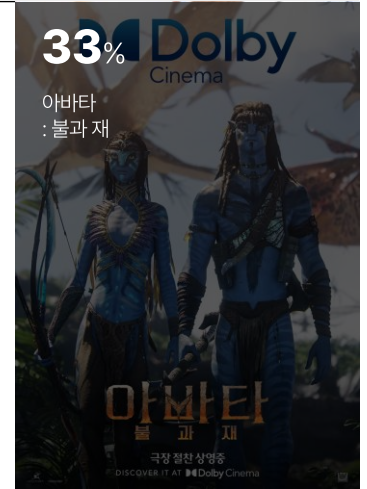 33%
Dolby
Cinema
아바타
: 불과 재
아바타
불 과 재
극장 절찬 상영중
DISCOVER IT AT Dolby Cinema